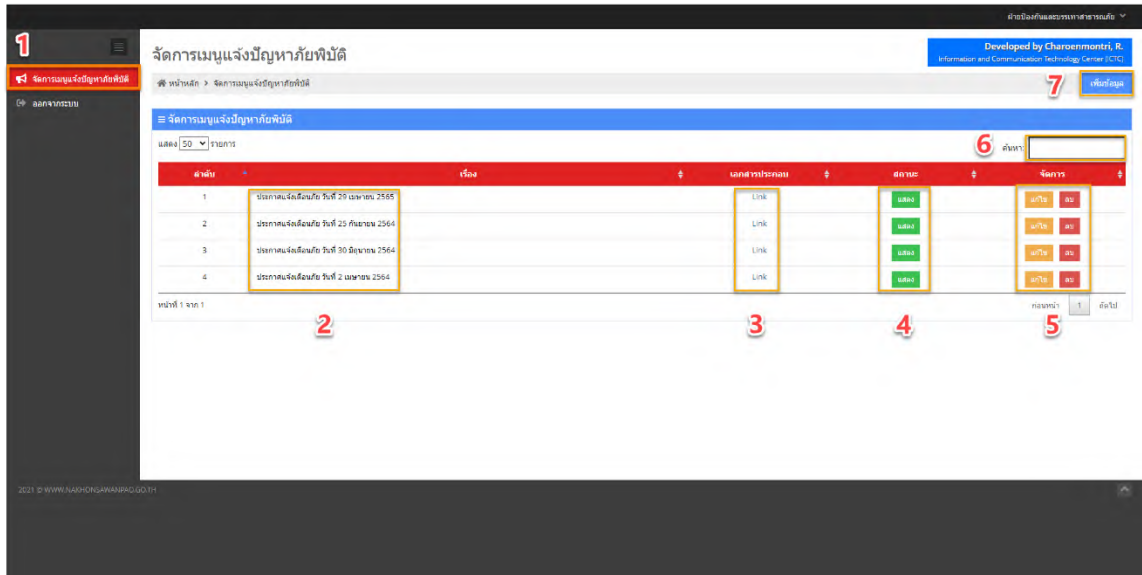 ฝ่ายป้องกันและบรรเทาสาธารณภัย
1
จัดการเมนูแจ้งปัญหาภัยพิบัติ
ออกจากระบบ
จัดการเมนูแจ้งปัญหาภัยพิบัติ
Developed by Charoenmontri, R.
Information and Communication Technology Center (ICTC)
หน้าหลัก > จัดการเมนูแจ้งปัญหาภัยพิบัติ
7 เพิ่มข้อมูล
จัดการเมนูแจ้งปัญหาภัยพิบัติ
แสดง 50 รายการ
6 ค้นหา:
ลำดับ เรื่อง เอกสารประกอบ สถานะ จัดการ
1 ประกาศแจ้งเตือนภัย วันที่ 29 เมษายน 2565 Link แสดง แก้ไข ลบ
2 ประกาศแจ้งเตือนภัย วันที่ 25 กันยายน 2564 Link แสดง แก้ไข ลบ
3 ประกาศแจ้งเตือนภัย วันที่ 30 มิถุนายน 2564 Link แสดง แก้ไข ลบ
4 ประกาศแจ้งเตือนภัย วันที่ 2 เมษายน 2564 Link แสดง แก้ไข ลบ
หน้าที่ 1 จาก 1
ก่อนหน้า 1 ถัดไป
2 3 4 5
2021 © WWW.NAKHONSAWANPAO.GO.TH